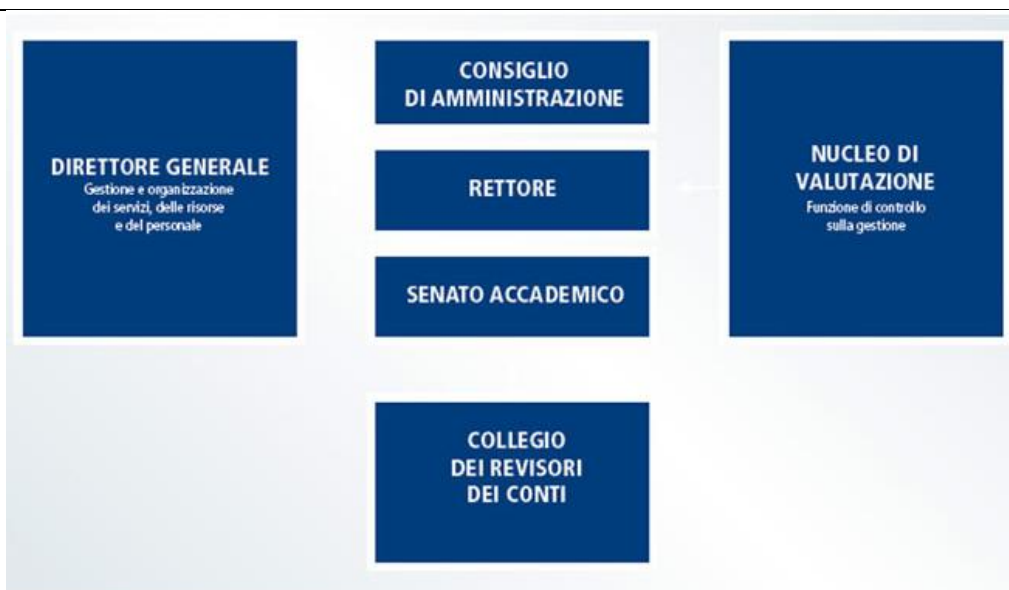 DIRETTORE GENERALE
Gestione e organizzazione
dei servizi, delle risorse
e del personale
CONSIGLIO
DI AMMINISTRAZIONE
RETTORE
SENATO ACCADEMICO
NUCLEO DI
VALUTAZIONE
Funzione di controllo
sulla gestione
COLLEGIO
DEI REVISORI
DEI CONTI